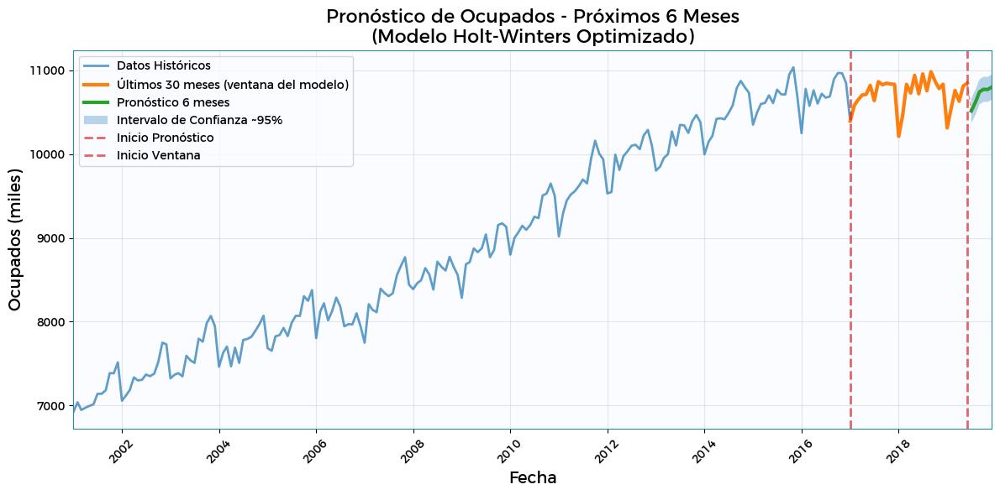 Pronóstico de Ocupados - Próximos 6 Meses
(Modelo Holt-Winters Optimizado)
Datos Históricos
Últimos 30 meses (ventana del modelo)
Pronóstico 6 meses
Intervalo de Confianza ~95%
Inicio Pronóstico
Inicio Ventana
Ocupados (miles)
11000
10000
9000
8000
7000
2002
2004
2006
2008
2010
2012
2014
2016
2018
Fecha